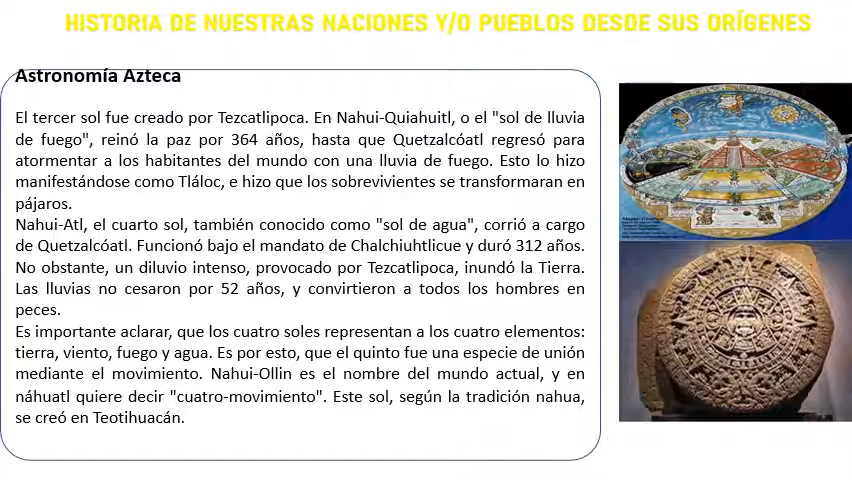 HISTORIA DE NUESTRAS NACIONES Y/O PUEBLOS DESDE SUS ORÍGENES
Astronomía Azteca
El tercer sol fue creado por Tezcatlipoca. En Nahui-Quiahuitl, o el "sol de lluvia
de fuego", reinó la paz por 364 años, hasta que Quetzalcóatl regresó para
atormentar a los habitantes del mundo con una lluvia de fuego. Esto lo hizo
manifestándose como Tláloc, e hizo que los sobrevivientes se transformaran en
pájaros.
Nahui-Atl, el cuarto sol, también conocido como "sol de agua", corrió a cargo
de Quetzalcóatl. Funcionó bajo el mandato de Chalchiuhtlicue y duró 312 años.
No obstante, un diluvio intenso, provocado por Tezcatlipoca, inundó la Tierra.
Las lluvias no cesaron por 52 años, y convirtieron a todos los hombres en
peces.
Es importante aclarar, que los cuatro soles representan a los cuatro elementos:
tierra, viento, fuego y agua. Es por esto, que el quinto fue una especie de unión
mediante el movimiento. Nahui-Ollin es el nombre del mundo actual, y en
náhuatl quiere decir "cuatro-movimiento". Este sol, según la tradición nahua,
se creó en Teotihuacán.